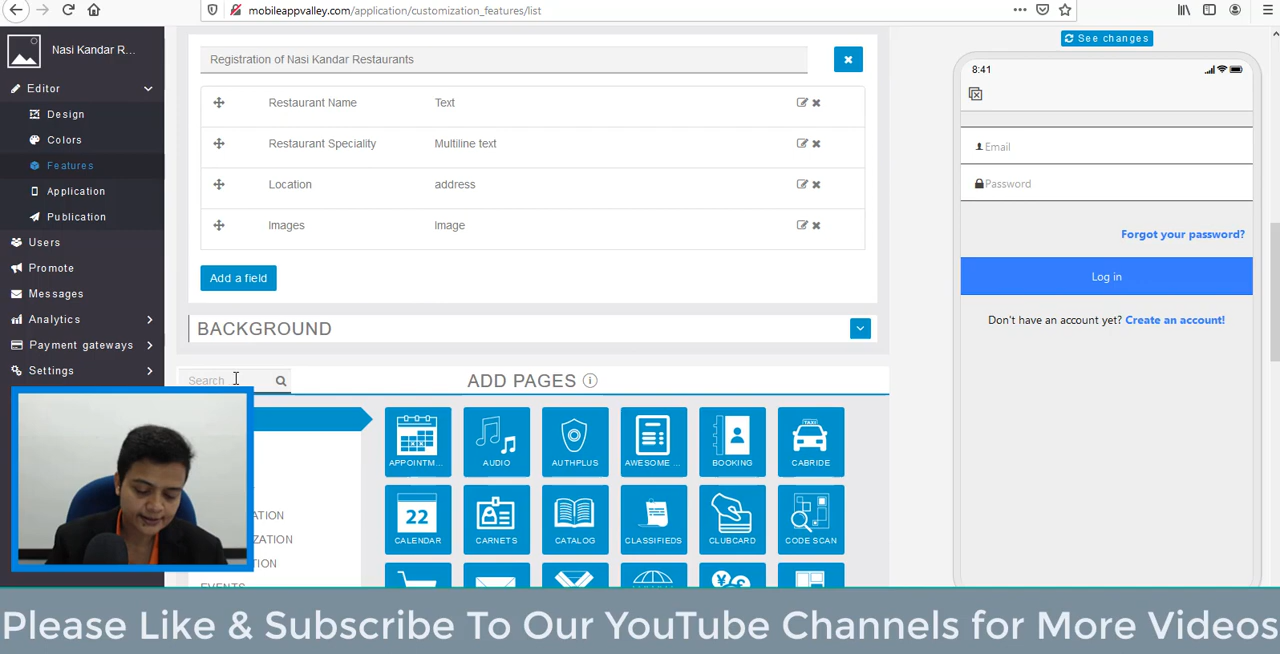 mobileappvalley.com/application/customization_features/list
See changes
Nasi Kandar R...
Editor
Design
Colors
Features
Application
Publication
Users
Promote
Messages
Analytics
Payment gateways
Settings
Registration of Nasi Kandar Restaurants
Restaurant Name Text
Restaurant Speciality Multiline text
Location address
Images Image
Add a field
BACKGROUND
Search ADD PAGES
APPOINTM... AUDIO AUTHPLUS AWESOME ... BOOKING CABRIDE
22
CALENDAR CARNETS CATALOG CLASSIFIEDS CLUBCARD CODE SCAN
EVENTS
8:41
Email
Password
Forgot your password?
Log in
Don't have an account yet? Create an account!
TAXI
Please Like & Subscribe To Our YouTube Channels for More Videos